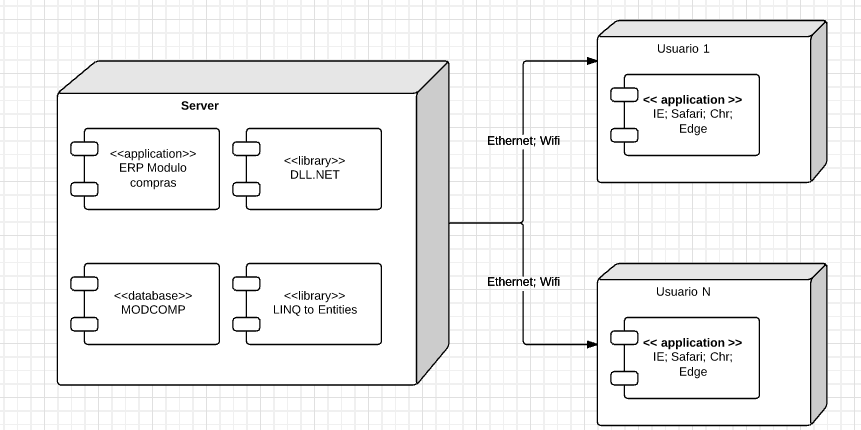 Server
<<application>>
ERP Modulo
compras
<<library>>
DLL.NET
<<database>>
MODCOMP
<<library>>
LINQ to Entities
Ethernet; Wifi
Ethernet; Wifi
Usuario 1
<< application >>
IE; Safari; Chr;
Edge
Usuario N
<< application >>
IE; Safari; Chr;
Edge